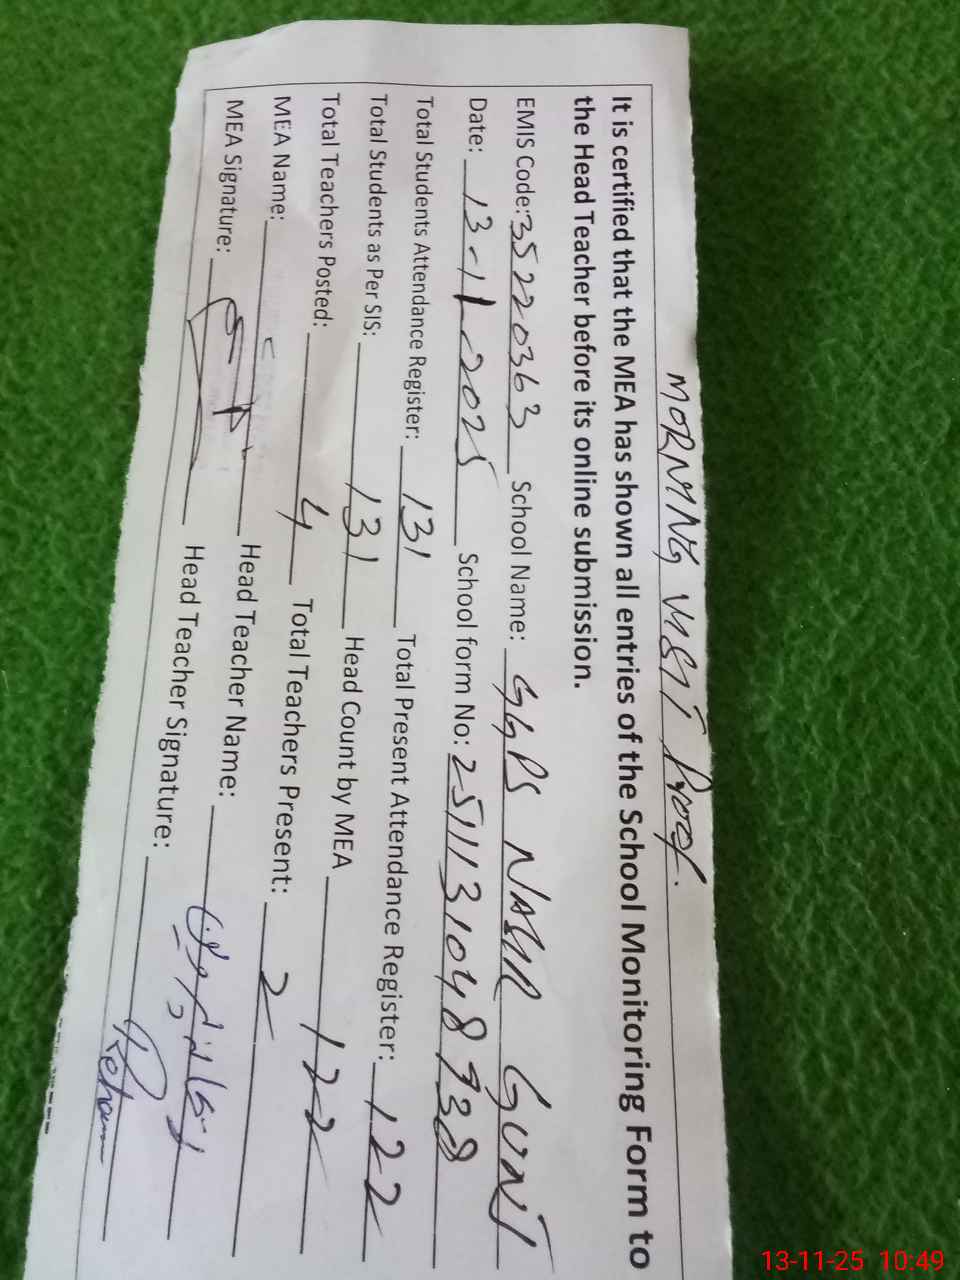 MORNING VISIT Proof.
It is certified that the MEA has shown all entries of the School Monitoring Form to
the Head Teacher before its online submission.
EMIS Code: 35220363 School Name: GGPS NASIR GUNJ
Date: 13-11-2025 School form No: 2511131048938
Total Students Attendance Register: 131 Total Present Attendance Register: 122
Total Students as Per SIS: 131 Head Count by MEA 122
Total Teachers Posted: 4 Total Teachers Present: 2
MEA Name: Head Teacher Name:
MEA Signature: Head Teacher Signature:
13-11-25 10:49